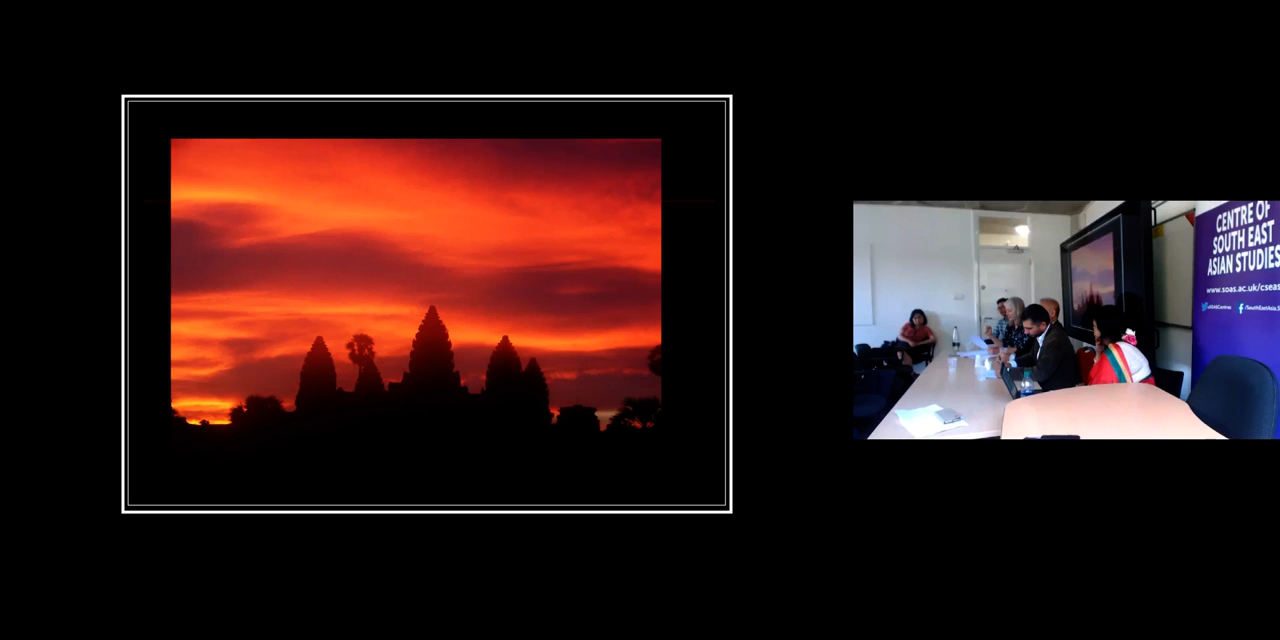 CENTRE OF
SOUTH EAST
ASIAN STUDIES
www.soas.ac.uk/cseas